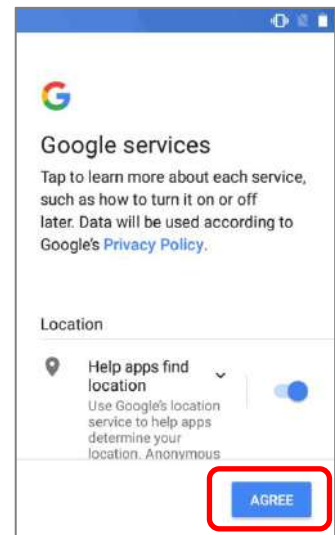 Google services
Tap to learn more about each service,
such as how to turn it on or off
later. Data will be used according to
Google's Privacy Policy.
Location
Help apps find
location
Use Google's location
service to help apps
determine your
location. Anonymous
AGREE